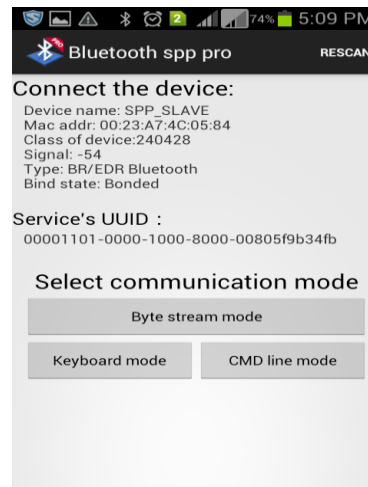 2 74% 5:09 PM
PRO Bluetooth spp pro RESCAN
Connect the device:
Device name: SPP_SLAVE
Mac addr: 00:23:A7:4C:05:84
Class of device:240428
Signal: -54
Type: BR/EDR Bluetooth
Bind state: Bonded
Service's UUID :
00001101-0000-1000-8000-00805f9b34fb
Select communication mode
Byte stream mode
Keyboard mode CMD line mode